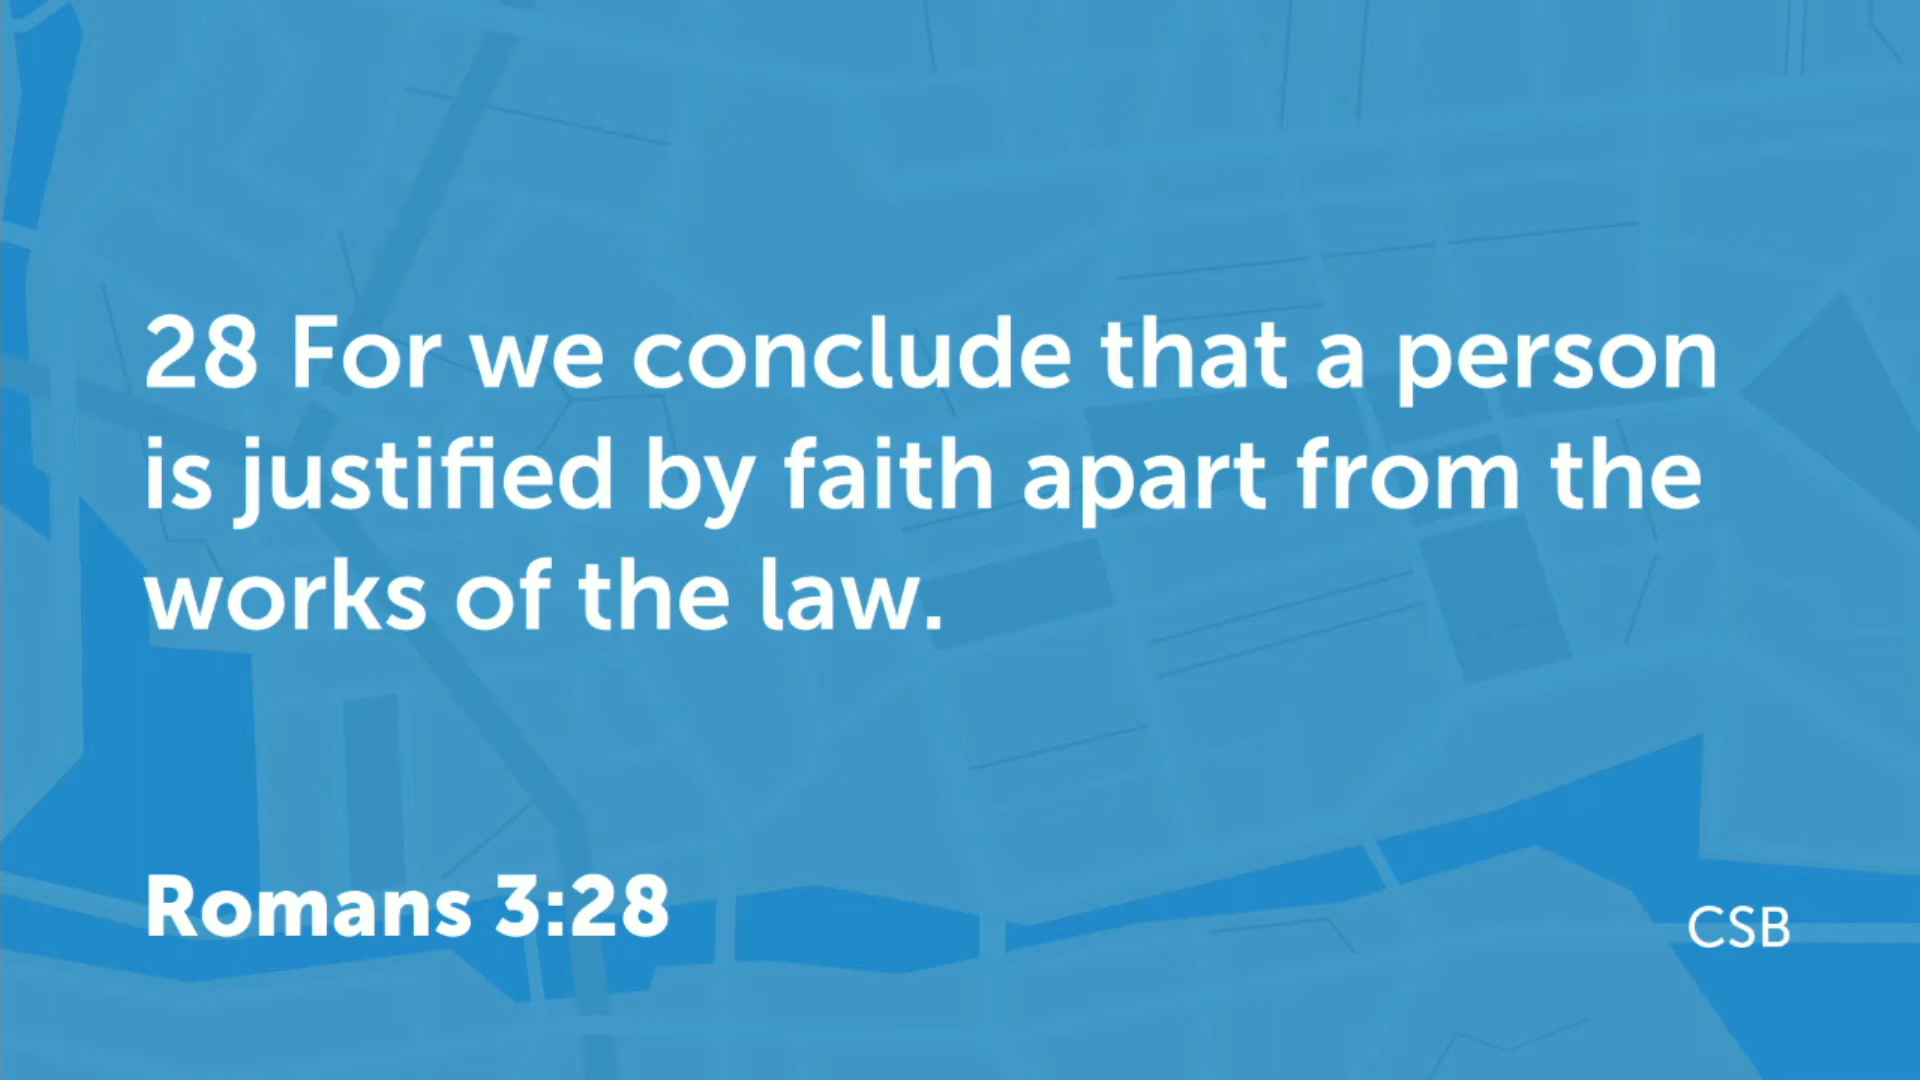 28 For we conclude that a person
is justified by faith apart from the
works of the law.
Romans 3:28
CSB